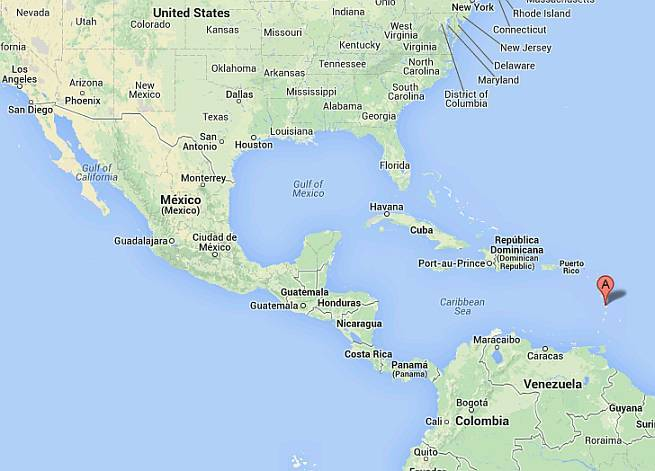 Massachusetts
New York
Rhode Island
Connecticut
New Jersey
Delaware
Maryland
District of
Columbia
Nevada
Utah
Colorado
United States
Kansas
Missouri
Indiana
Ohio
West
Virginia
Kentucky
Virginia
California
Los
Angeles
San Diego
Arizona
Phoenix
New
Mexico
Oklahoma
Arkansas
Tennessee
North
Carolina
South
Carolina
Dallas
Mississippi
Alabama
Georgia
Texas
Louisiana
San
Antonio
Houston
Florida
Gulf of
California
Monterrey
Gulf of
Mexico
México
(Mexico)
Havana
Cuba
Guadalajara
Ciudad de
México
República
Dominicana
(Dominican
Republic)
Port-au-Prince
Puerto
Rico
A
Guatemala
Guatemala
Honduras
Caribbean
Sea
Nicaragua
Costa Rica
Panamá
(Panama)
Maracaibo
Caracas
Venezuela
Bogotá
Cali
Colombia
Guyana
Roraima
Quito